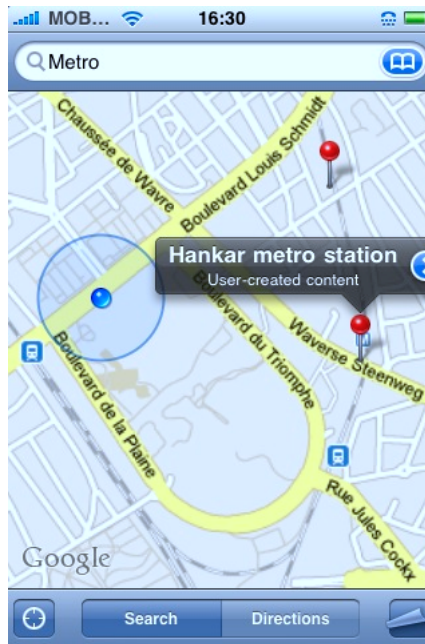 MOB... 16:30
Metro
Chaussée de Wavre
Boulevard Louis Schmidt
Hankar metro station
User-created content
Boulevard du Triomphe
Waverse Steenweg
Boulevard de la Plaine
Rue Jules Cockx
Google
Search Directions